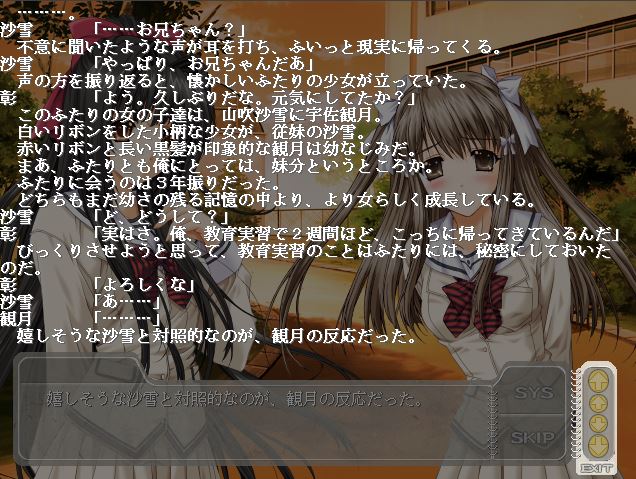 ………。
沙雪　　　「……お兄ちゃん？」
不意に聞いたような声が耳を打ち、ふいっと現実に帰ってくる。
沙雪　　　「やっぱり、お兄ちゃんだあ」
声の方を振り返ると、懐かしいふたりの少女が立っていた。
彰　　　　「よう。久しぶりだな。元気にしてたか？」
このふたりの女の子達は、山吹沙雪に宇佐観月。
白いリボンをした小柄な少女が、従妹の沙雪。
赤いリボンと長い黒髪が印象的な観月は幼なじみだ。
まあ、ふたりとも俺にとっては、妹分というところか。
ふたりに会うのは３年振りだった。
どちらもまだ幼さの残る記憶の中より、より女らしく成長している。
沙雪　　　「ど、どうして？」
彰　　　　「実はさ。俺、教育実習で２週間ほど、こっちに帰ってきているんだ」
びっくりさせようと思って、教育実習のことはふたりには、秘密にしておいた
のだ。
彰　　　　「よろしくな」
沙雪　　　「あ……」
観月　　　「………」
嬉しそうな沙雪と対照的なのが、観月の反応だった。
嬉しそうな沙雪と対照的なのが、観月の反応だった。
SYS
SKIP
EXIT